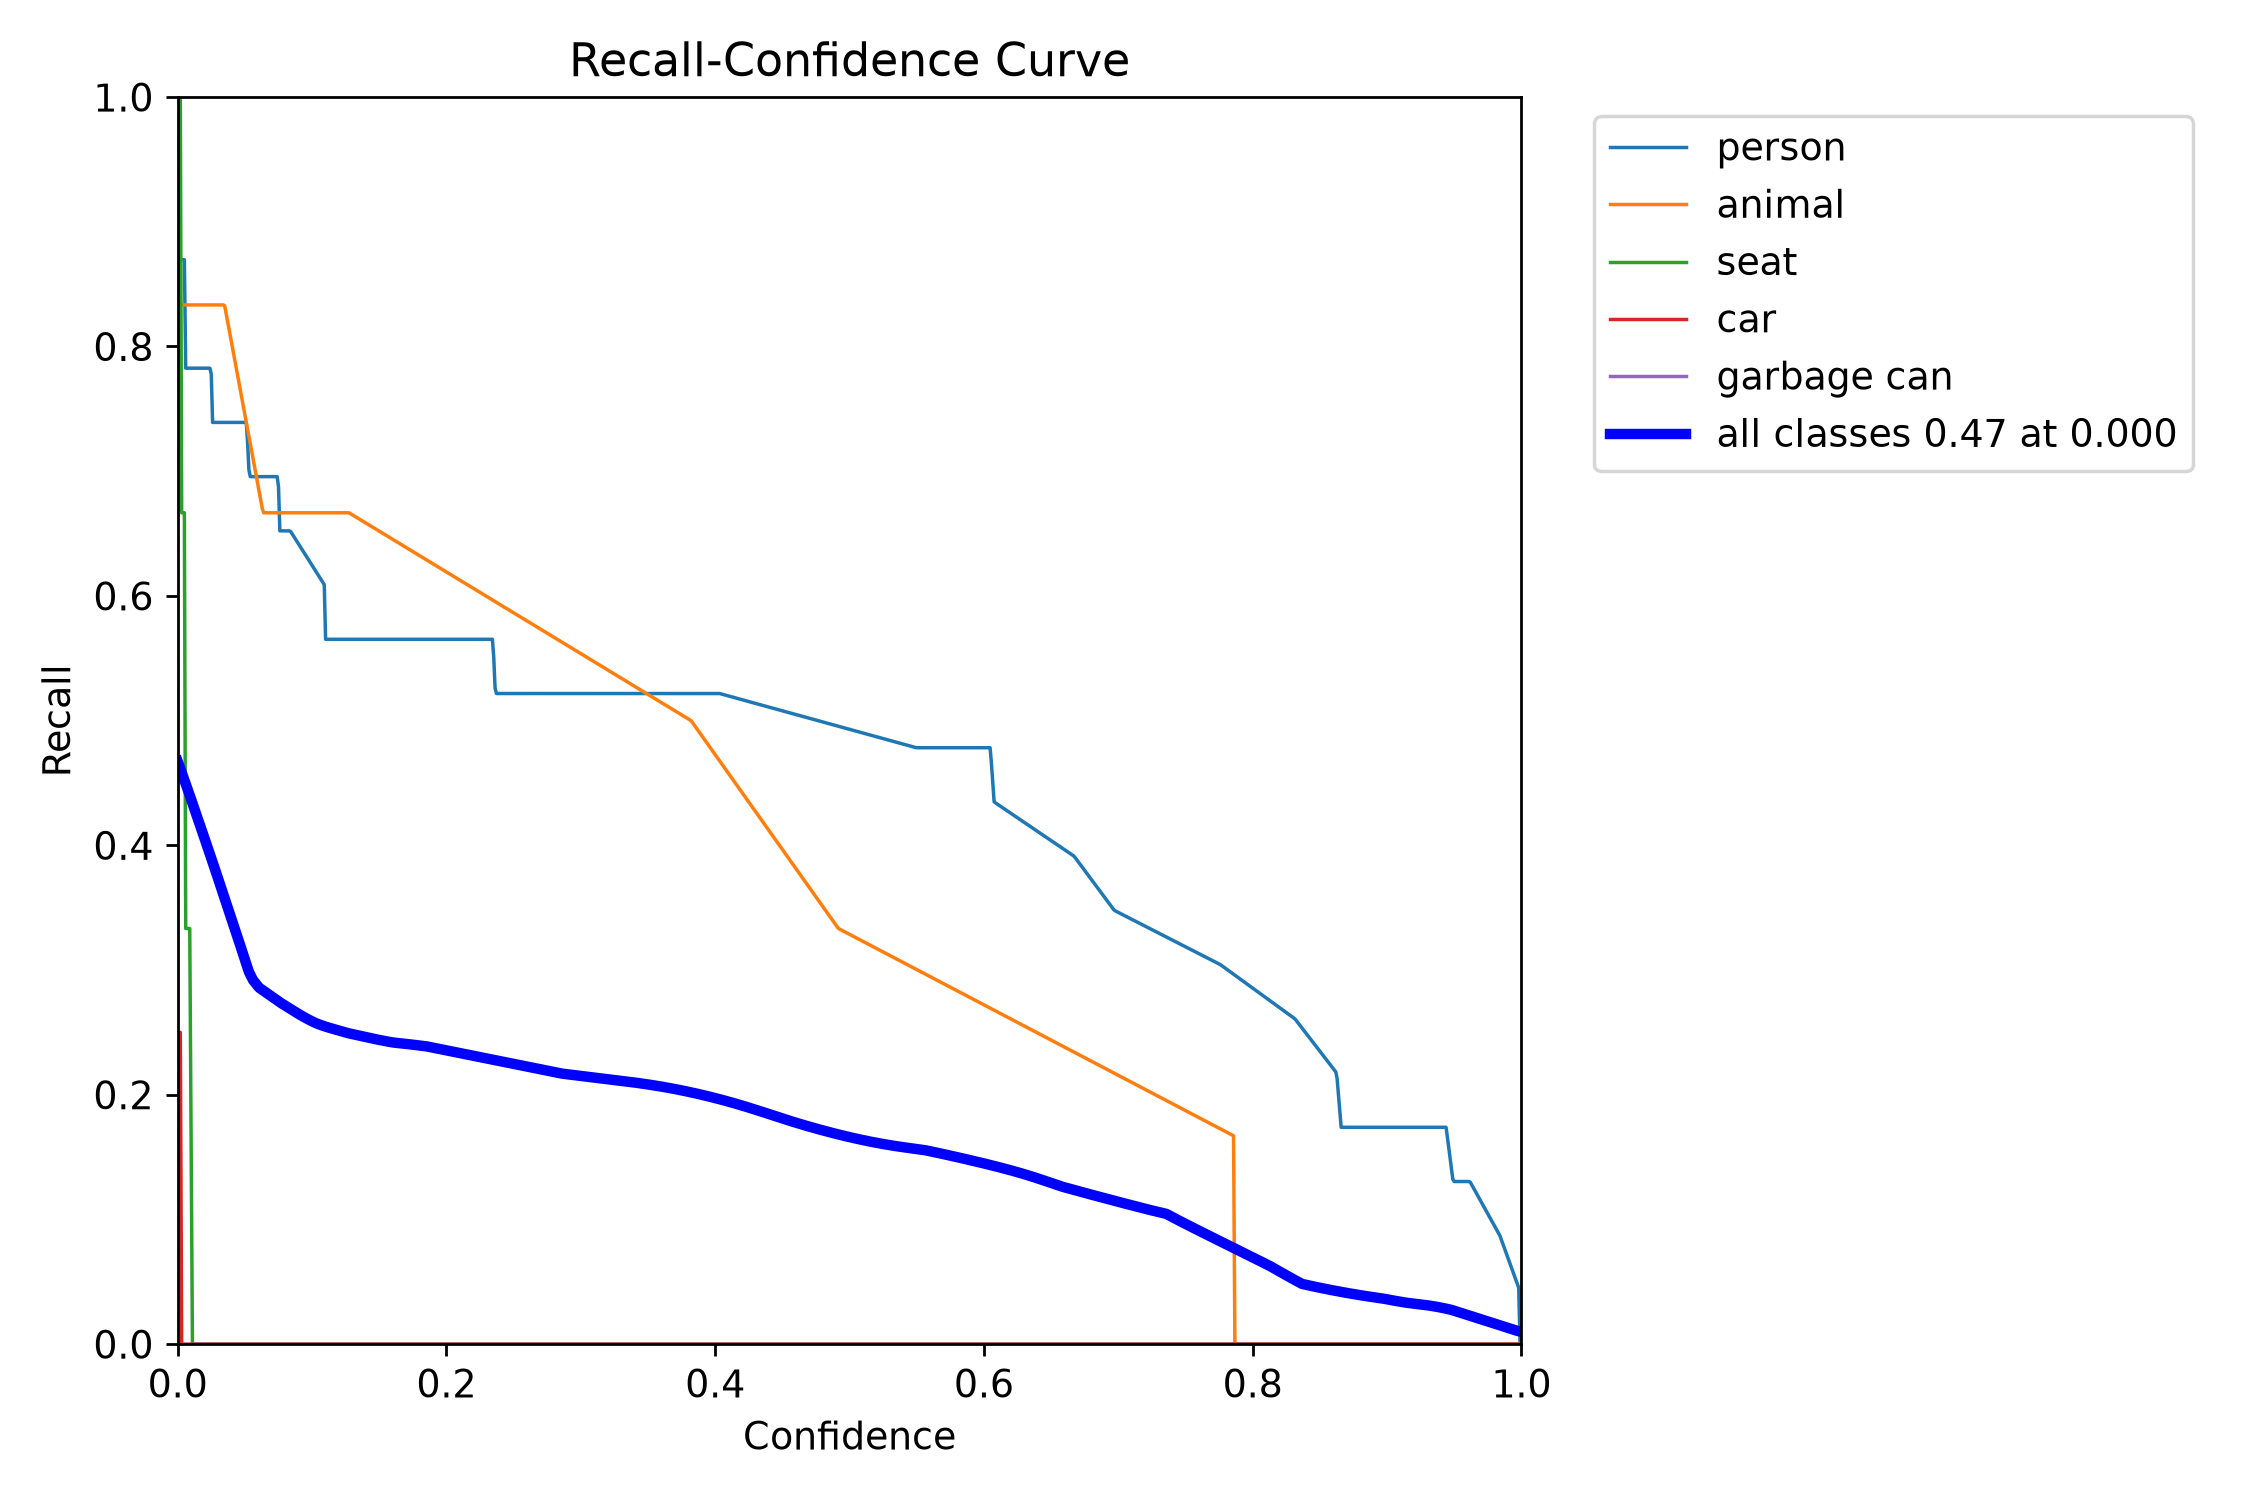 Recall-Confidence Curve
1.0
0.8
0.6
0.4
0.2
0.0
Recall
0.0 0.2 0.4 0.6 0.8 1.0
Confidence
person
animal
seat
car
garbage can
all classes 0.47 at 0.000